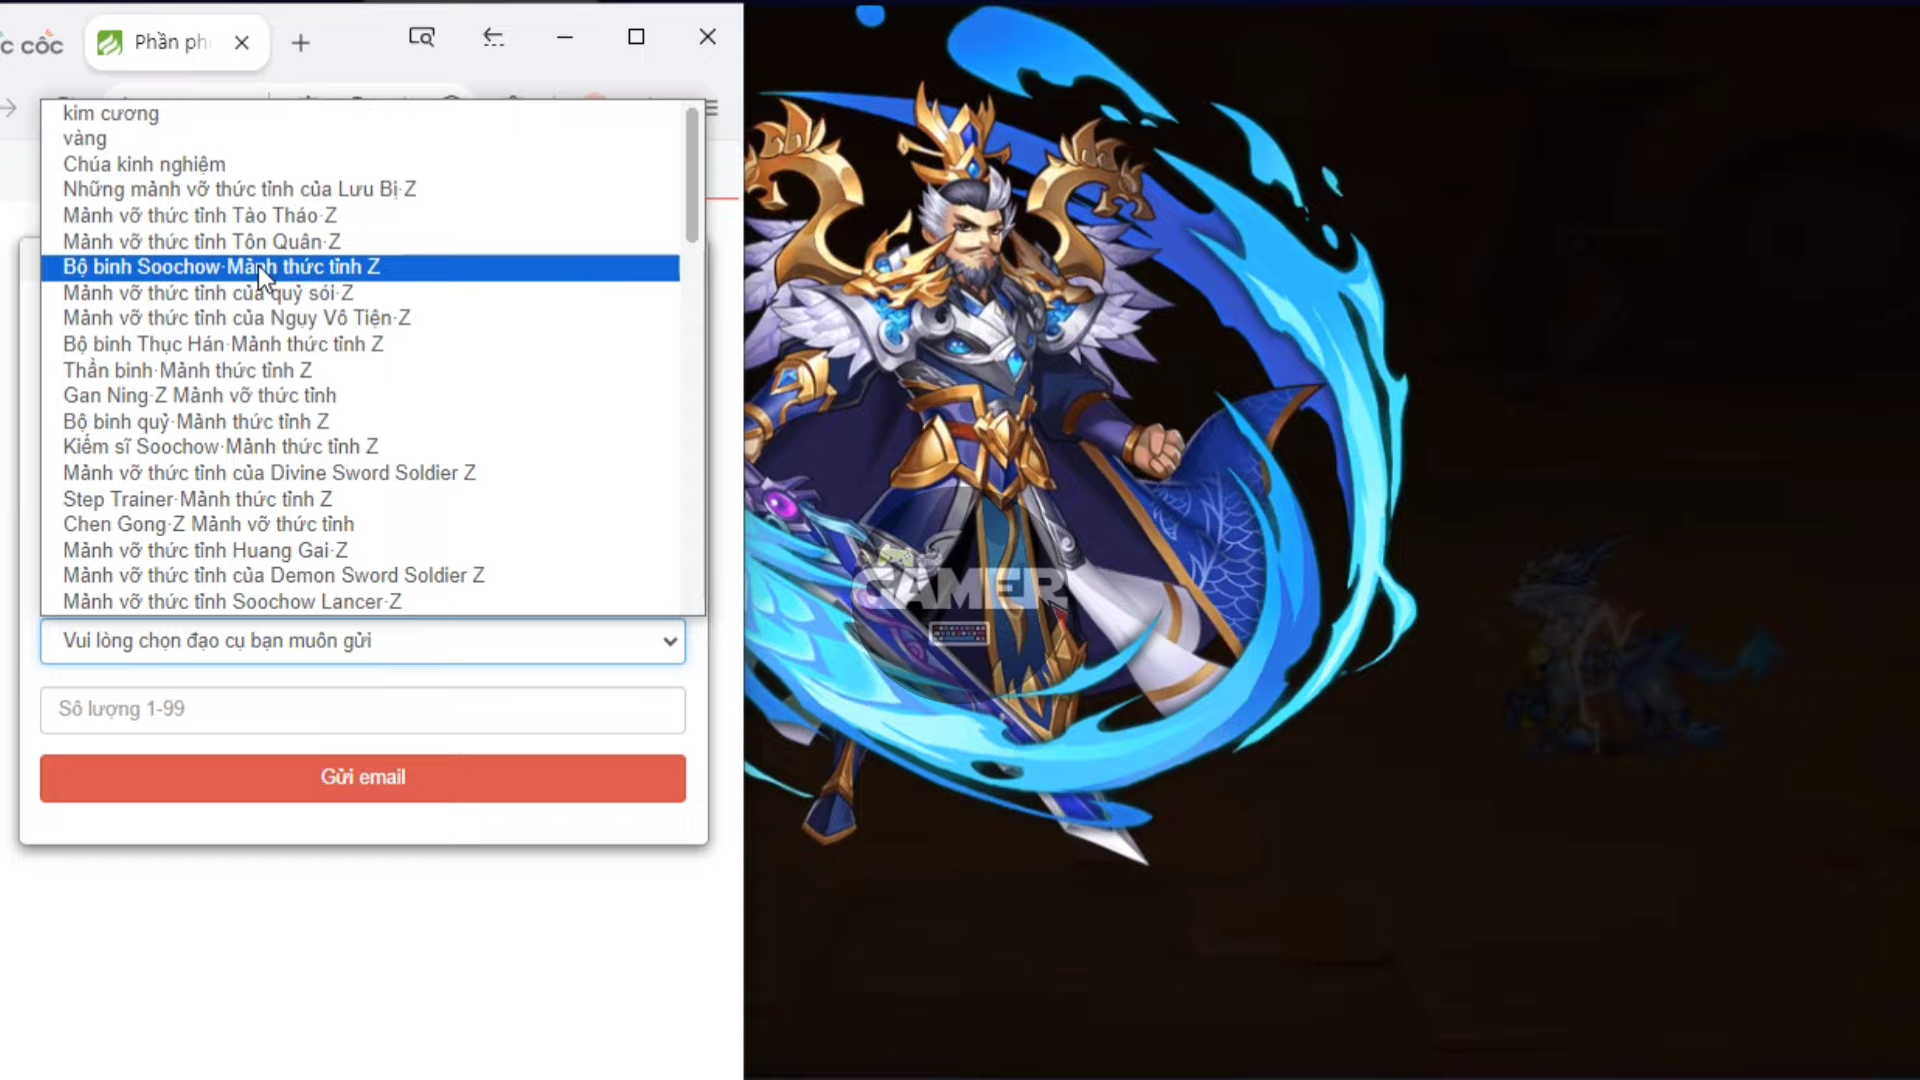 c cốc
Phần ph
kim cương
vàng
Chúa kinh nghiệm
Những mảnh vỡ thức tỉnh của Lưu Bị·Z
Mảnh vỡ thức tỉnh Tào Tháo·Z
Mảnh vỡ thức tỉnh Tôn Quân·Z
Bộ binh Soochow·Mảnh thức tỉnh Z
Mảnh vỡ thức tỉnh của quỷ sói·Z
Mảnh vỡ thức tỉnh của Ngụy Vô Tiện·Z
Bộ binh Thục Hán·Mảnh thức tỉnh Z
Thần binh·Mảnh thức tỉnh Z
Gan Ning·Z Mảnh vỡ thức tỉnh
Bộ binh quỷ·Mảnh thức tỉnh Z
Kiếm sĩ Soochow·Mảnh thức tỉnh Z
Mảnh vỡ thức tỉnh của Divine Sword Soldier Z
Step Trainer·Mảnh thức tỉnh Z
Chen Gong·Z Mảnh vỡ thức tỉnh
Mảnh vỡ thức tỉnh Huang Gai·Z
Mảnh vỡ thức tỉnh của Demon Sword Soldier Z
Mảnh vỡ thức tỉnh Soochow Lancer·Z
Vui lòng chọn đạo cụ bạn muốn gửi
Số lượng 1-99
Gửi email
GAMER